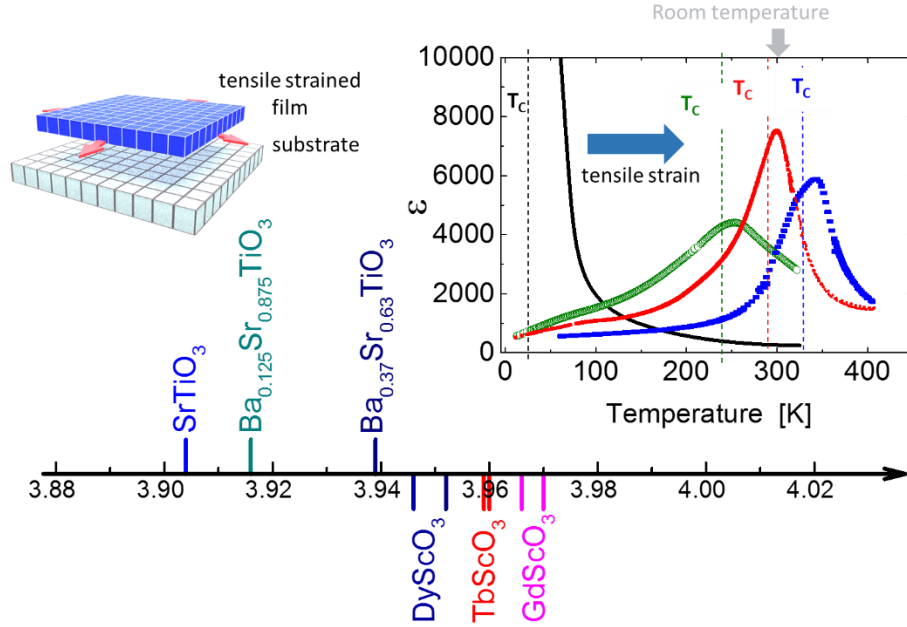 Room temperature
tensile strained
film
substrate
10000
8000
6000
4000
2000
0
ε
T_C
T_C
T_C
T_C
tensile strain
0
100
200
300
400
Temperature [K]
SrTiO₃
Ba₀.₁₂₅Sr₀.₈₇₅TiO₃
Ba₀.₃₇Sr₀.₆₃TiO₃
3.88
3.90
3.92
3.94
3.96
3.98
4.00
4.02
DyScO₃
TbScO₃
GdScO₃